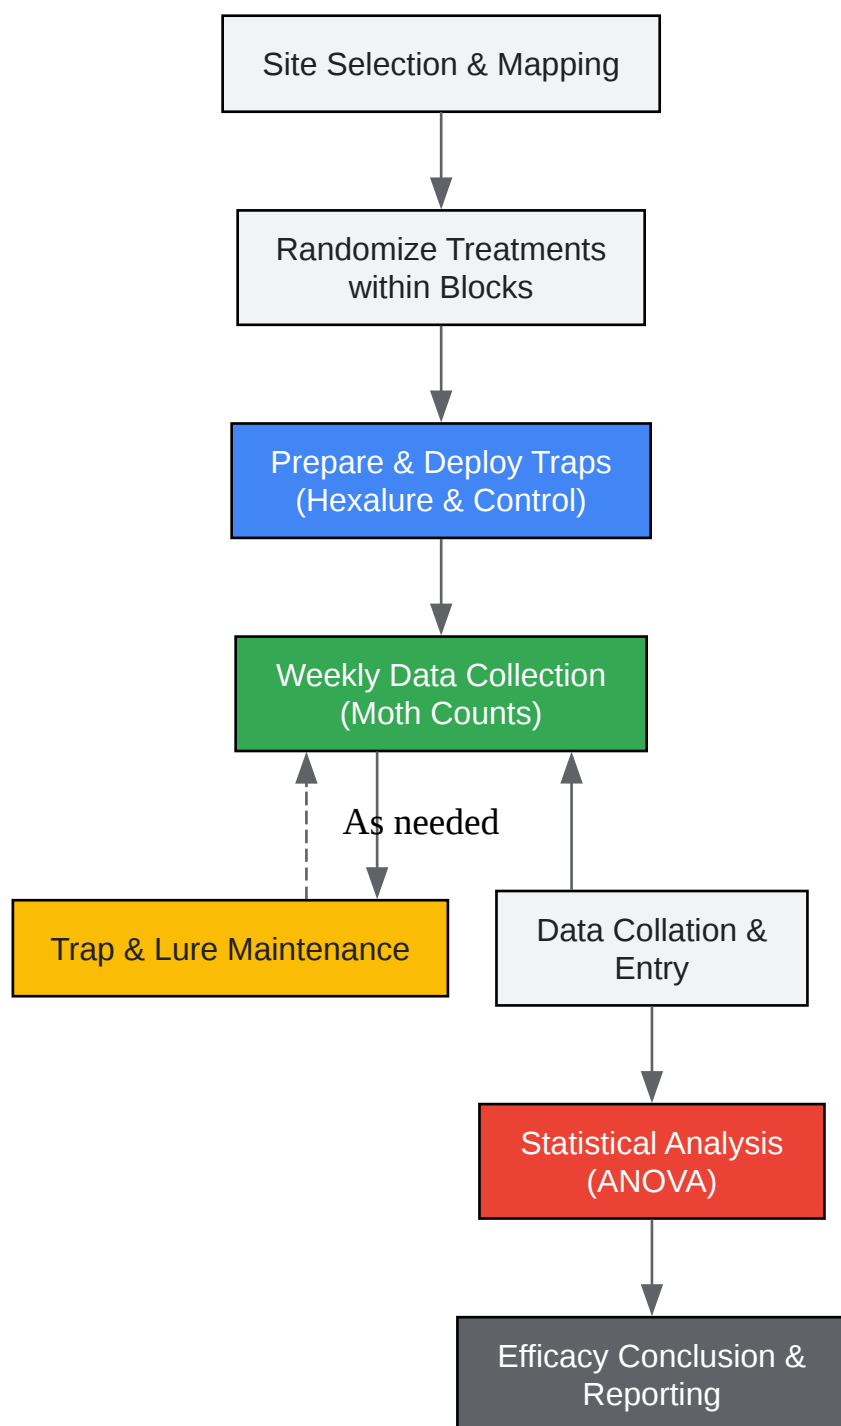 Site Selection & Mapping
Randomize Treatments
within Blocks
Prepare & Deploy Traps
(Hexalure & Control)
Weekly Data Collection
(Moth Counts)
As needed
Trap & Lure Maintenance
Data Collation &
Entry
Statistical Analysis
(ANOVA)
Efficacy Conclusion &
Reporting